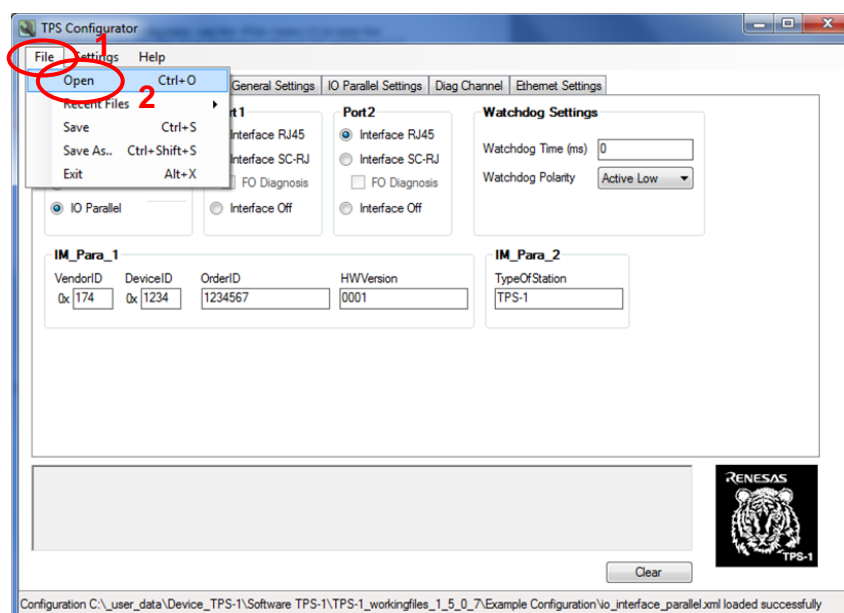 TPS Configurator
1
File Settings Help
Open Ctrl+O
2
Recent Files
Save Ctrl+S
Save As.. Ctrl+Shift+S
Exit Alt+X
General Settings IO Parallel Settings Diag Channel Ethernet Settings
rt1
Interface RJ45
Interface SC-RJ
FO Diagnosis
Interface Off
Port2
Interface RJ45
Interface SC-RJ
FO Diagnosis
Interface Off
Watchdog Settings
Watchdog Time (ms) 0
Watchdog Polarity Active Low
IO Parallel
IM_Para_1
VendorID DeviceID OrderID HWVersion
0x 174 0x 1234 1234567 0001
IM_Para_2
TypeOfStation
TPS-1
RENESAS
TPS-1
Clear
Configuration C:\_user_data\Device_TPS-1\Software TPS-1\TPS-1_workingfiles_1_5_0_7\Example Configuration\io_interface_parallel.xml loaded successfully